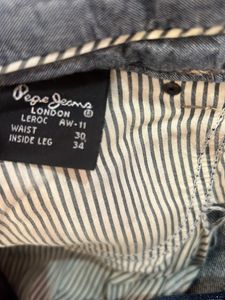 Pepe Jeans
LONDON ®
LEROC AW-11
WAIST 30
INSIDE LEG 34